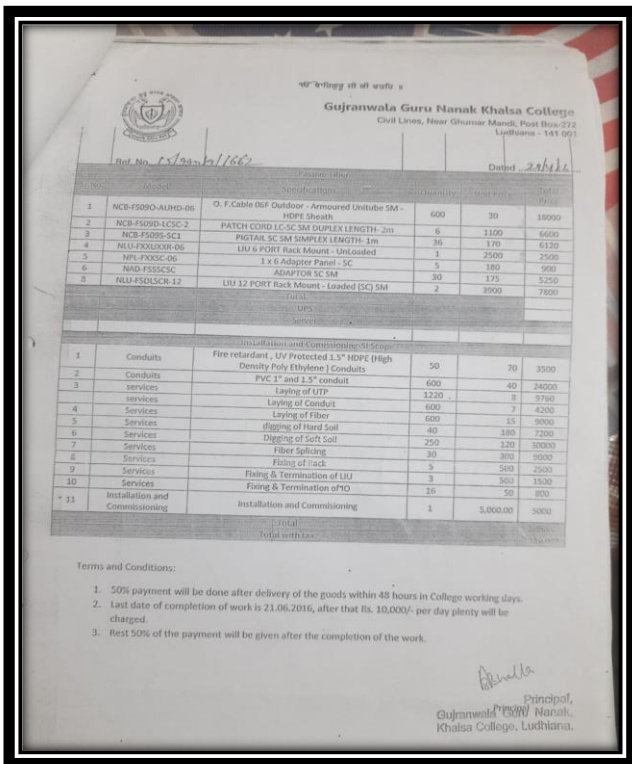 Gujranwala Guru Nanak Khalsa College
Civil Lines, Near Ghumar Mandi, Post Box-272
Ludhiana - 141 001
Ref. No.
Dated
Model Specifications Total
1 NCB-FS09O-AUHD-06 O. F.Cable 06F Outdoor - Armoured Unitube SM - HDPE Sheath 600 30 18000
2 NCB-FS09D-LCSC-2 PATCH CORD LC-SC SM DUPLEX LENGTH- 2m 6 1100 6600
3 NCB-FS09S-SC1 PIGTAIL SC SM SIMPLEX LENGTH- 1m 36 170 6120
4 NLU-FXXUXXR-06 LIU 6 PORT Rack Mount - UnLoaded 1 2500 2500
5 NPL-FXXSC-06 1 x 6 Adapter Panel - SC 5 180 900
6 NAD-FSSSCSC ADAPTOR SC SM 30 175 5250
8 NLU-FSDLSCR-12 LIU 12 PORT Rack Mount - Loaded (SC) SM 2 3900 7800
Total
UPS
Services
Installation and Comissioning SI Scope
1 Conduits Fire retardant , UV Protected 1.5" HDPE (High Density Poly Ethylene ) Conduits 50 70 3500
2 Conduits PVC 1" and 1.5" conduit 600 40 24000
3 services Laying of UTP 1220 8 9760
services Laying of Conduit 600 7 4200
4 Services Laying of Fiber 600 15 9000
5 Services digging of Hard Soil 40 180 7200
6 Services Digging of Soft Soil 250 120 30000
7 Services Fiber Splicing 30 300 9000
8 Services Fixing of Rack 5 500 2500
9 Services Fixing & Termination of LIU 3 500 1500
10 Services Fixing & Termination of IO 16 50 800
11 Installation and Commissioning Installation and Commisioning 1 5,000.00 5000
Total
Total with tax
Terms and Conditions:
1. 50% payment will be done after delivery of the goods within 48 hours in College working days.
2. Last date of completion of work is 21.06.2016, after that Rs. 10,000/- per day plenty will be
charged.
3. Rest 50% of the payment will be given after the completion of the work.
Principal,
Principal
Gujranwala Guru Nanak,
Khalsa College, Ludhiana.